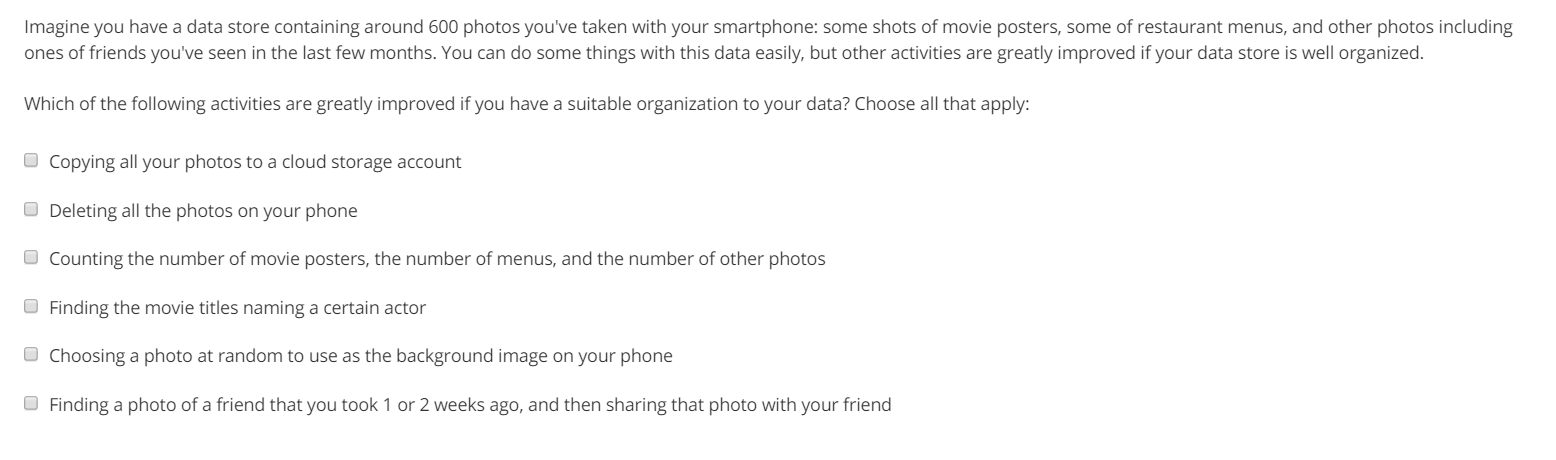 Imagine you have a data store containing around 600 photos you've taken with your smartphone: some shots of movie posters, some of restaurant menus, and other photos including
ones of friends you've seen in the last few months. You can do some things with this data easily, but other activities are greatly improved if your data store is well organized.
Which of the following activities are greatly improved if you have a suitable organization to your data? Choose all that apply:
Copying all your photos to a cloud storage account
Deleting all the photos on your phone
Counting the number of movie posters, the number of menus, and the number of other photos
Finding the movie titles naming a certain actor
Choosing a photo at random to use as the background image on your phone
Finding a photo of a friend that you took 1 or 2 weeks ago, and then sharing that photo with your friend